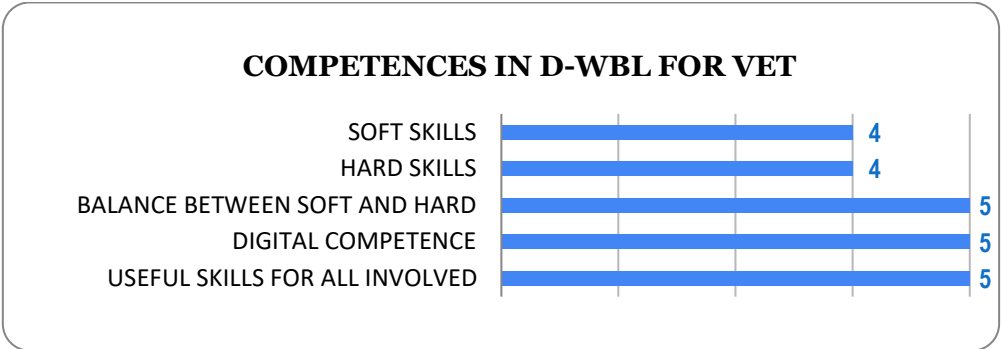 COMPETENCES IN D-WBL FOR VET
SOFT SKILLS 4
HARD SKILLS 4
BALANCE BETWEEN SOFT AND HARD 5
DIGITAL COMPETENCE 5
USEFUL SKILLS FOR ALL INVOLVED 5